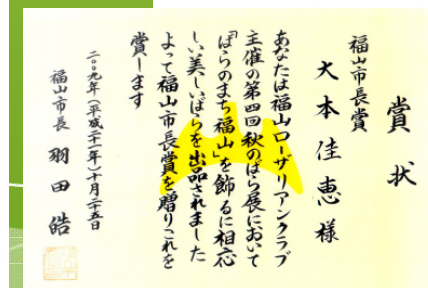 賞状
福山市長賞
大本佳恵様
あなたは福山ローザリアンクラブ
主催の第四回秋のばら展において
『ばらのまち福山』を飾るに相応
しい美しいばらを出品されました
よって福山市長賞を贈りこれを
賞します
二〇〇九年(平成二十一年)十月二十五日
福山市長 羽田皓